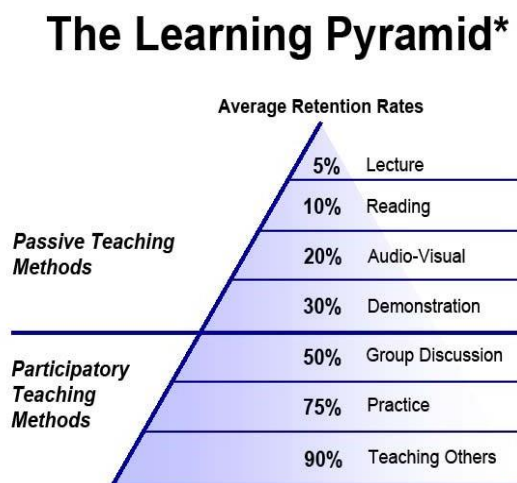 The Learning Pyramid*
Average Retention Rates
5% Lecture
10% Reading
Passive Teaching
Methods
20% Audio-Visual
30% Demonstration
Participatory
Teaching
Methods
50% Group Discussion
75% Practice
90% Teaching Others